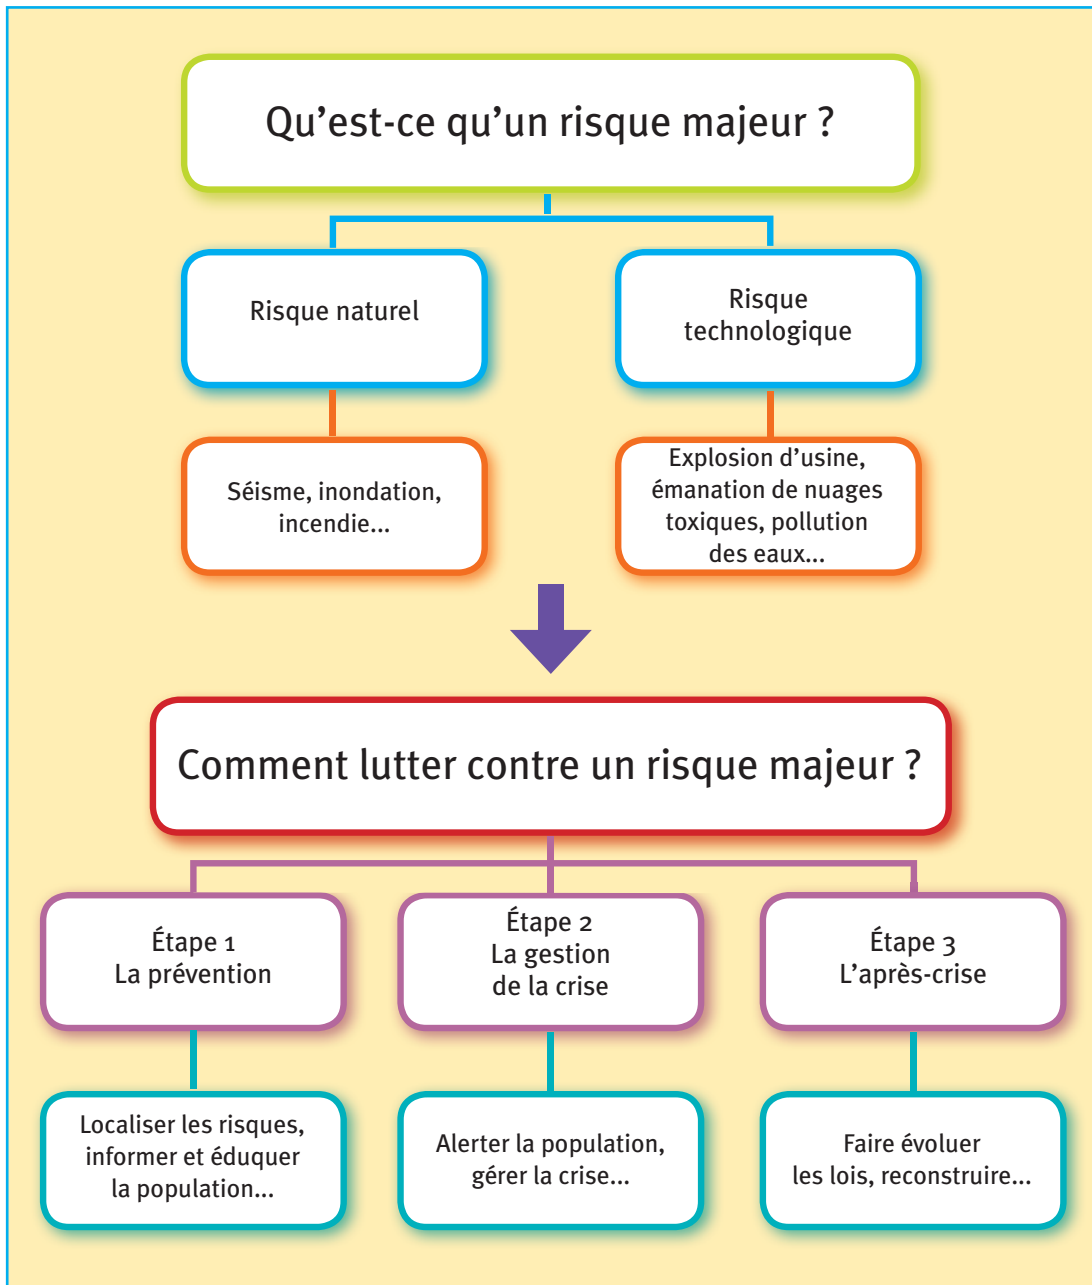 Qu’est-ce qu’un risque majeur ?
Risque naturel
Risque
technologique
Séisme, inondation,
incendie...
Explosion d’usine,
émanation de nuages
toxiques, pollution
des eaux...
Comment lutter contre un risque majeur ?
Étape 1
La prévention
Étape 2
La gestion
de la crise
Étape 3
L’après-crise
Localiser les risques,
informer et éduquer
la population...
Alerter la population,
gérer la crise...
Faire évoluer
les lois, reconstruire...